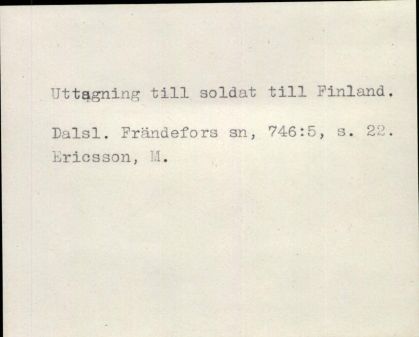 Uttagning till soldat till Finland.
Dalsl. Frändefors sn, 746:5, s. 22.
Ericsson, M.